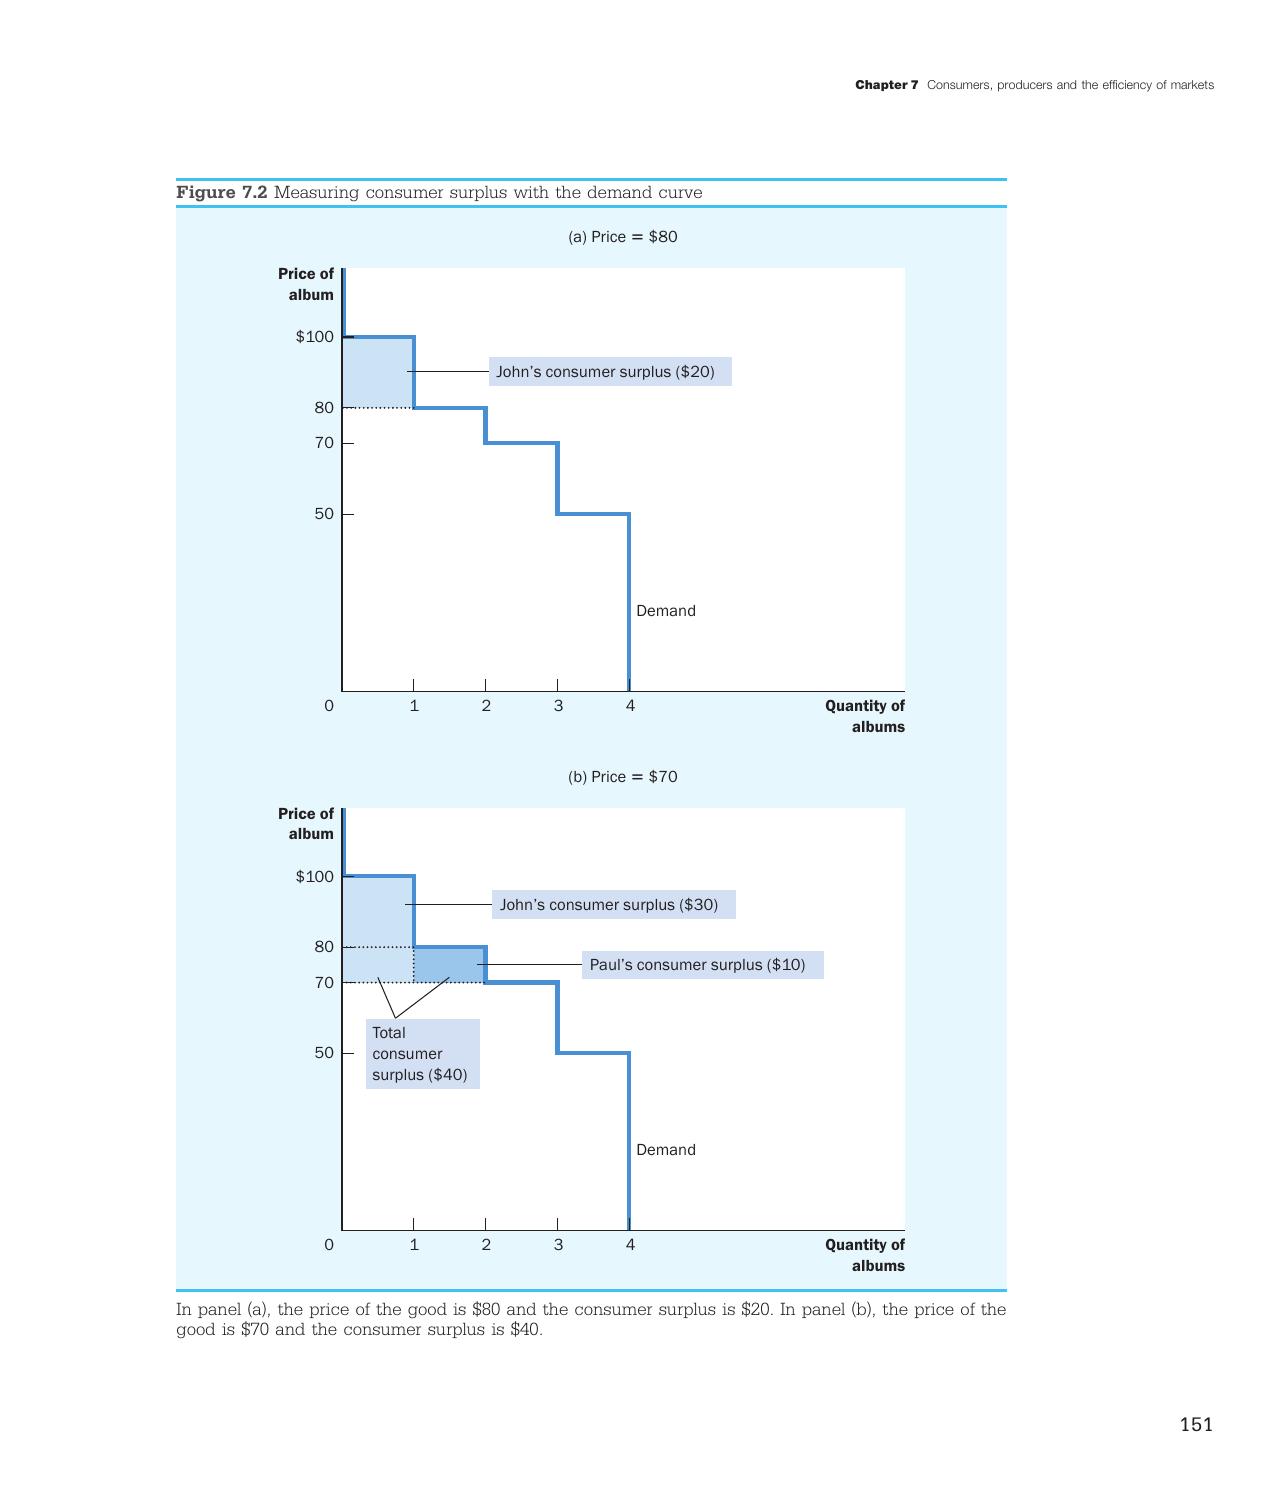 Chapter 7 Consumers, producers and the efficiency of markets
Figure 7.2 Measuring consumer surplus with the demand curve
(a) Price = $80
Price of
album
$100
John’s consumer surplus ($20)
80
70
50
Demand
0 1 2 3 4 Quantity of
albums
(b) Price = $70
Price of
album
$100
John’s consumer surplus ($30)
80
Paul’s consumer surplus ($10)
70
Total
consumer
surplus ($40)
50
Demand
0 1 2 3 4 Quantity of
albums
In panel (a), the price of the good is $80 and the consumer surplus is $20. In panel (b), the price of the
good is $70 and the consumer surplus is $40.
151